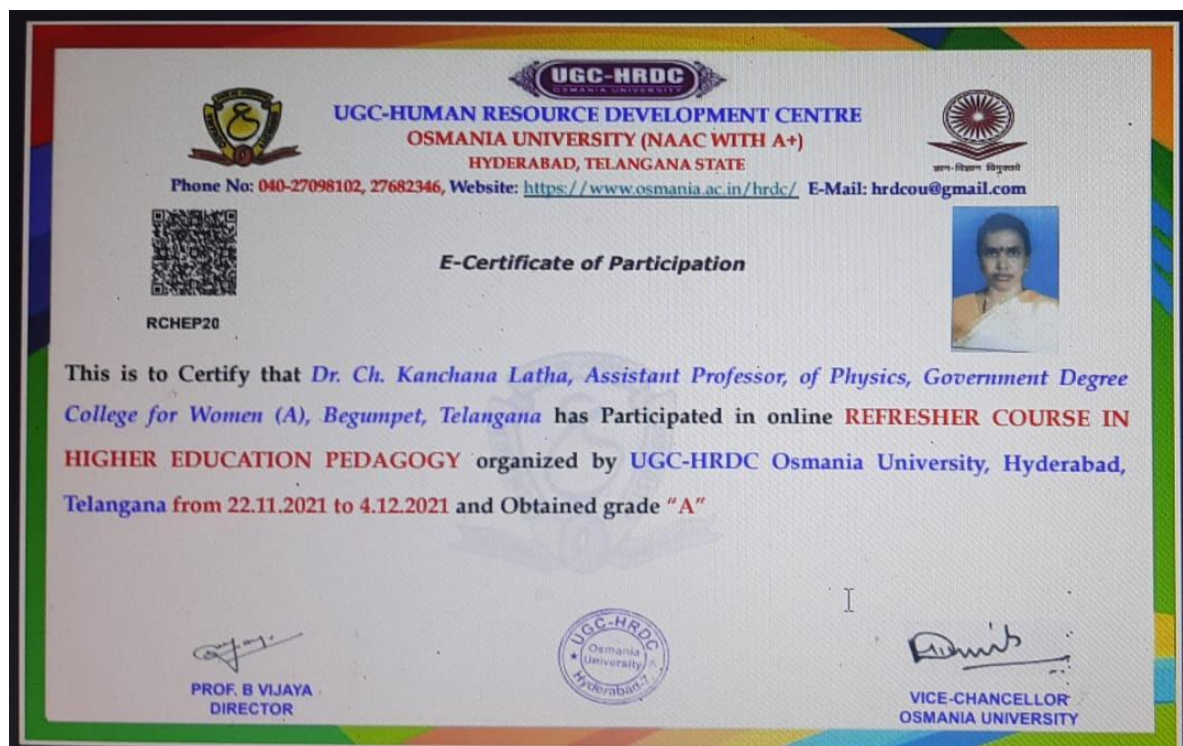 UGC-HRDC
OSMANIA UNIVERSITY
UGC-HUMAN RESOURCE DEVELOPMENT CENTRE
OSMANIA UNIVERSITY (NAAC WITH A+)
HYDERABAD, TELANGANA STATE
ज्ञान-विज्ञान विमुक्तये
Phone No: 040-27098102, 27682346, Website: https://www.osmania.ac.in/hrdc/ E-Mail: hrdcou@gmail.com
E-Certificate of Participation
RCHEP20
This is to Certify that Dr. Ch. Kanchana Latha, Assistant Professor, of Physics, Government Degree
College for Women (A), Begumpet, Telangana has Participated in online REFRESHER COURSE IN
HIGHER EDUCATION PEDAGOGY organized by UGC-HRDC Osmania University, Hyderabad,
Telangana from 22.11.2021 to 4.12.2021 and Obtained grade "A"
UGC-HRDC
Osmania
University
Hyderabad-7
PROF. B VIJAYA
DIRECTOR
VICE-CHANCELLOR
OSMANIA UNIVERSITY